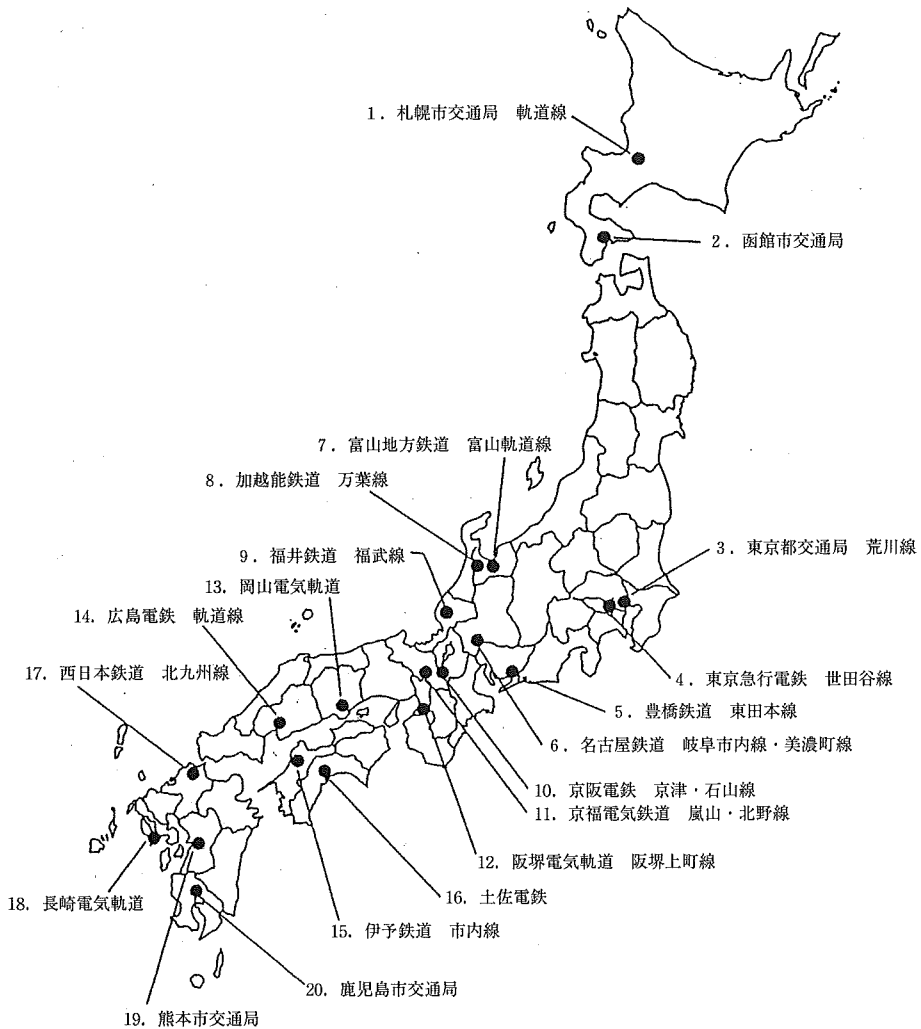 1. 札幌市交通局 軌道線
2. 函館市交通局
7. 富山地方鉄道 富山軌道線
8. 加越能鉄道 万葉線
3. 東京都交通局 荒川線
9. 福井鉄道 福武線
13. 岡山電気軌道
14. 広島電鉄 軌道線
17. 西日本鉄道 北九州線
4. 東京急行電鉄 世田谷線
5. 豊橋鉄道 東田本線
6. 名古屋鉄道 岐阜市内線・美濃町線
10. 京阪電鉄 京津・石山線
11. 京福電気鉄道 嵐山・北野線
12. 阪堺電気軌道 阪堺上町線
16. 土佐電鉄
18. 長崎電気軌道
15. 伊予鉄道 市内線
20. 鹿児島市交通局
19. 熊本市交通局